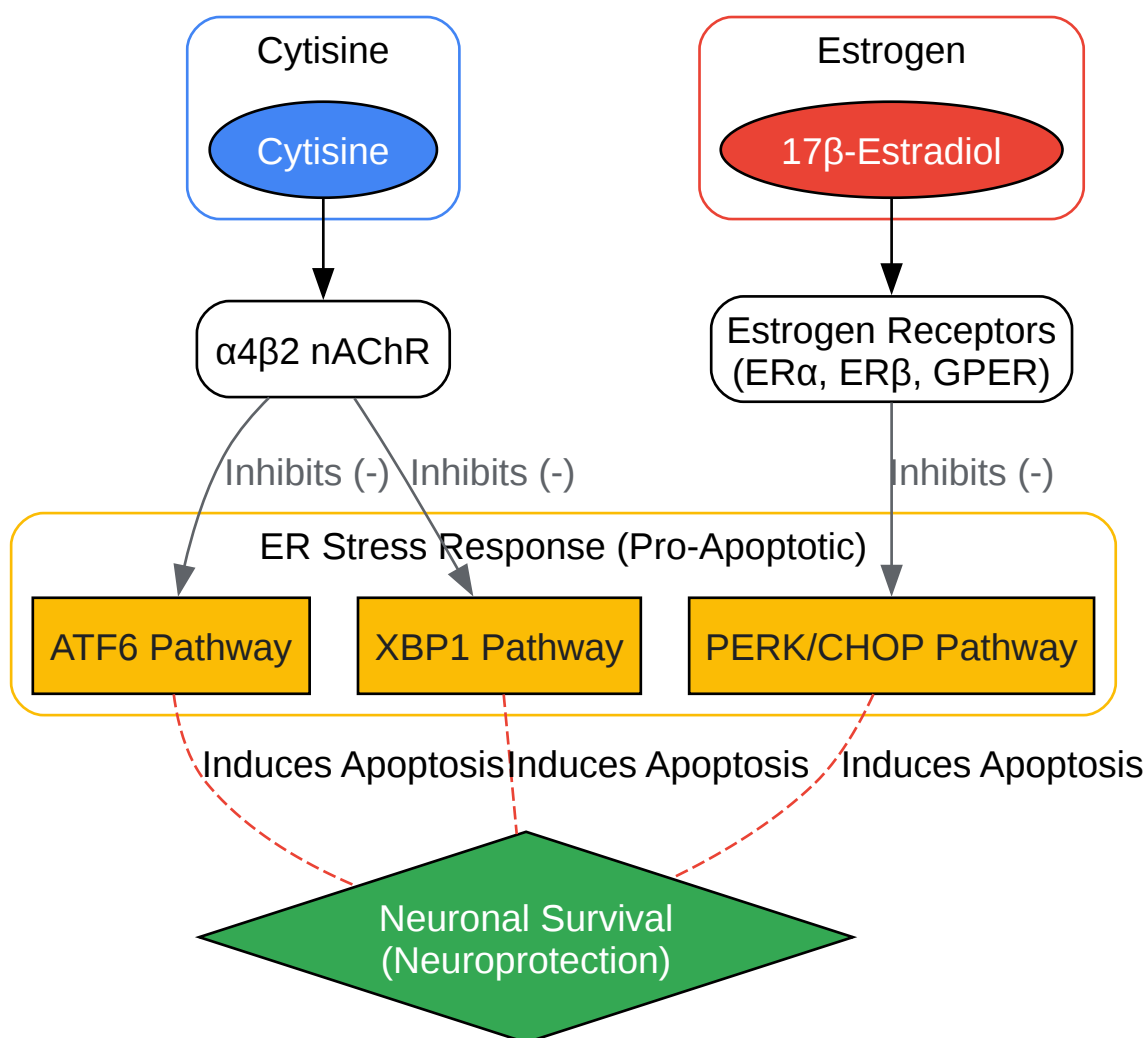 Cytisine
Estrogen
Cytisine
17β-Estradiol
α4β2 nAChR
Estrogen Receptors
(ERα, ERβ, GPER)
Inhibits (-)
Inhibits (-)
Inhibits (-)
ER Stress Response (Pro-Apoptotic)
ATF6 Pathway
XBP1 Pathway
PERK/CHOP Pathway
Induces Apoptosis
Induces Apoptosis
Induces Apoptosis
Neuronal Survival
(Neuroprotection)